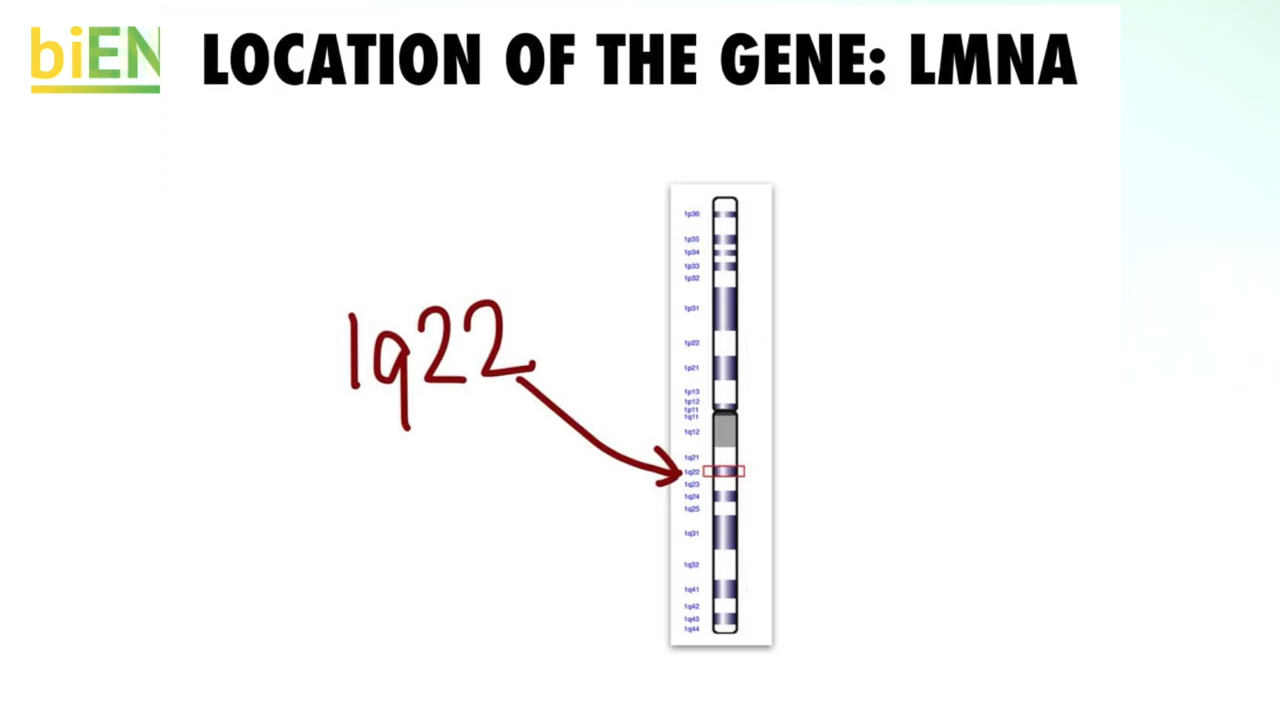 biEN
LOCATION OF THE GENE: LMNA
1q22
1p36
1p35
1p34
1p33
1p32
1p31
1p22
1p21
1p13
1p12
1p11
1q11
1q12
1q21
1q22
1q23
1q24
1q25
1q31
1q32
1q41
1q42
1q43
1q44